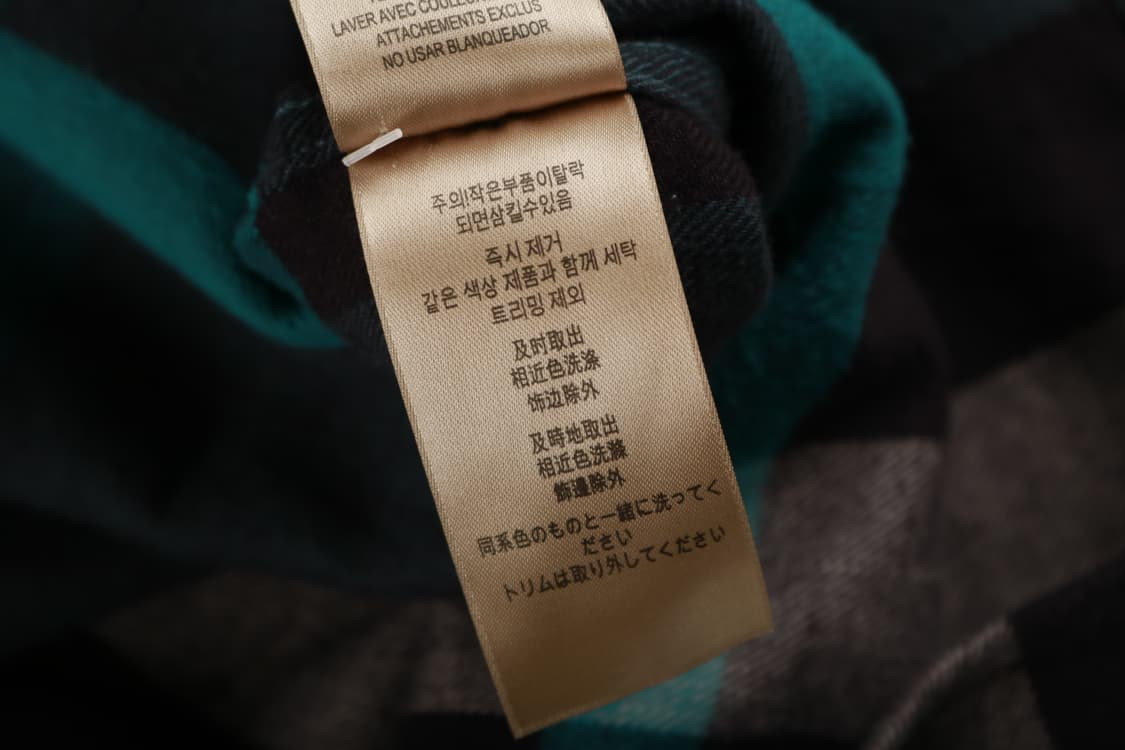 LAVER AVEC COULEU
ATTACHEMENTS EXCLUS
NO USAR BLANQUEADOR
주의!작은부품이탈락
되면삼킬수있음
즉시 제거
같은 색상 제품과 함께 세탁
트리밍 제외
及时取出
相近色洗涤
饰边除外
及時地取出
相近色洗滌
飾邊除外
同系色のものと一緒に洗ってく
ださい
トリムは取り外してください